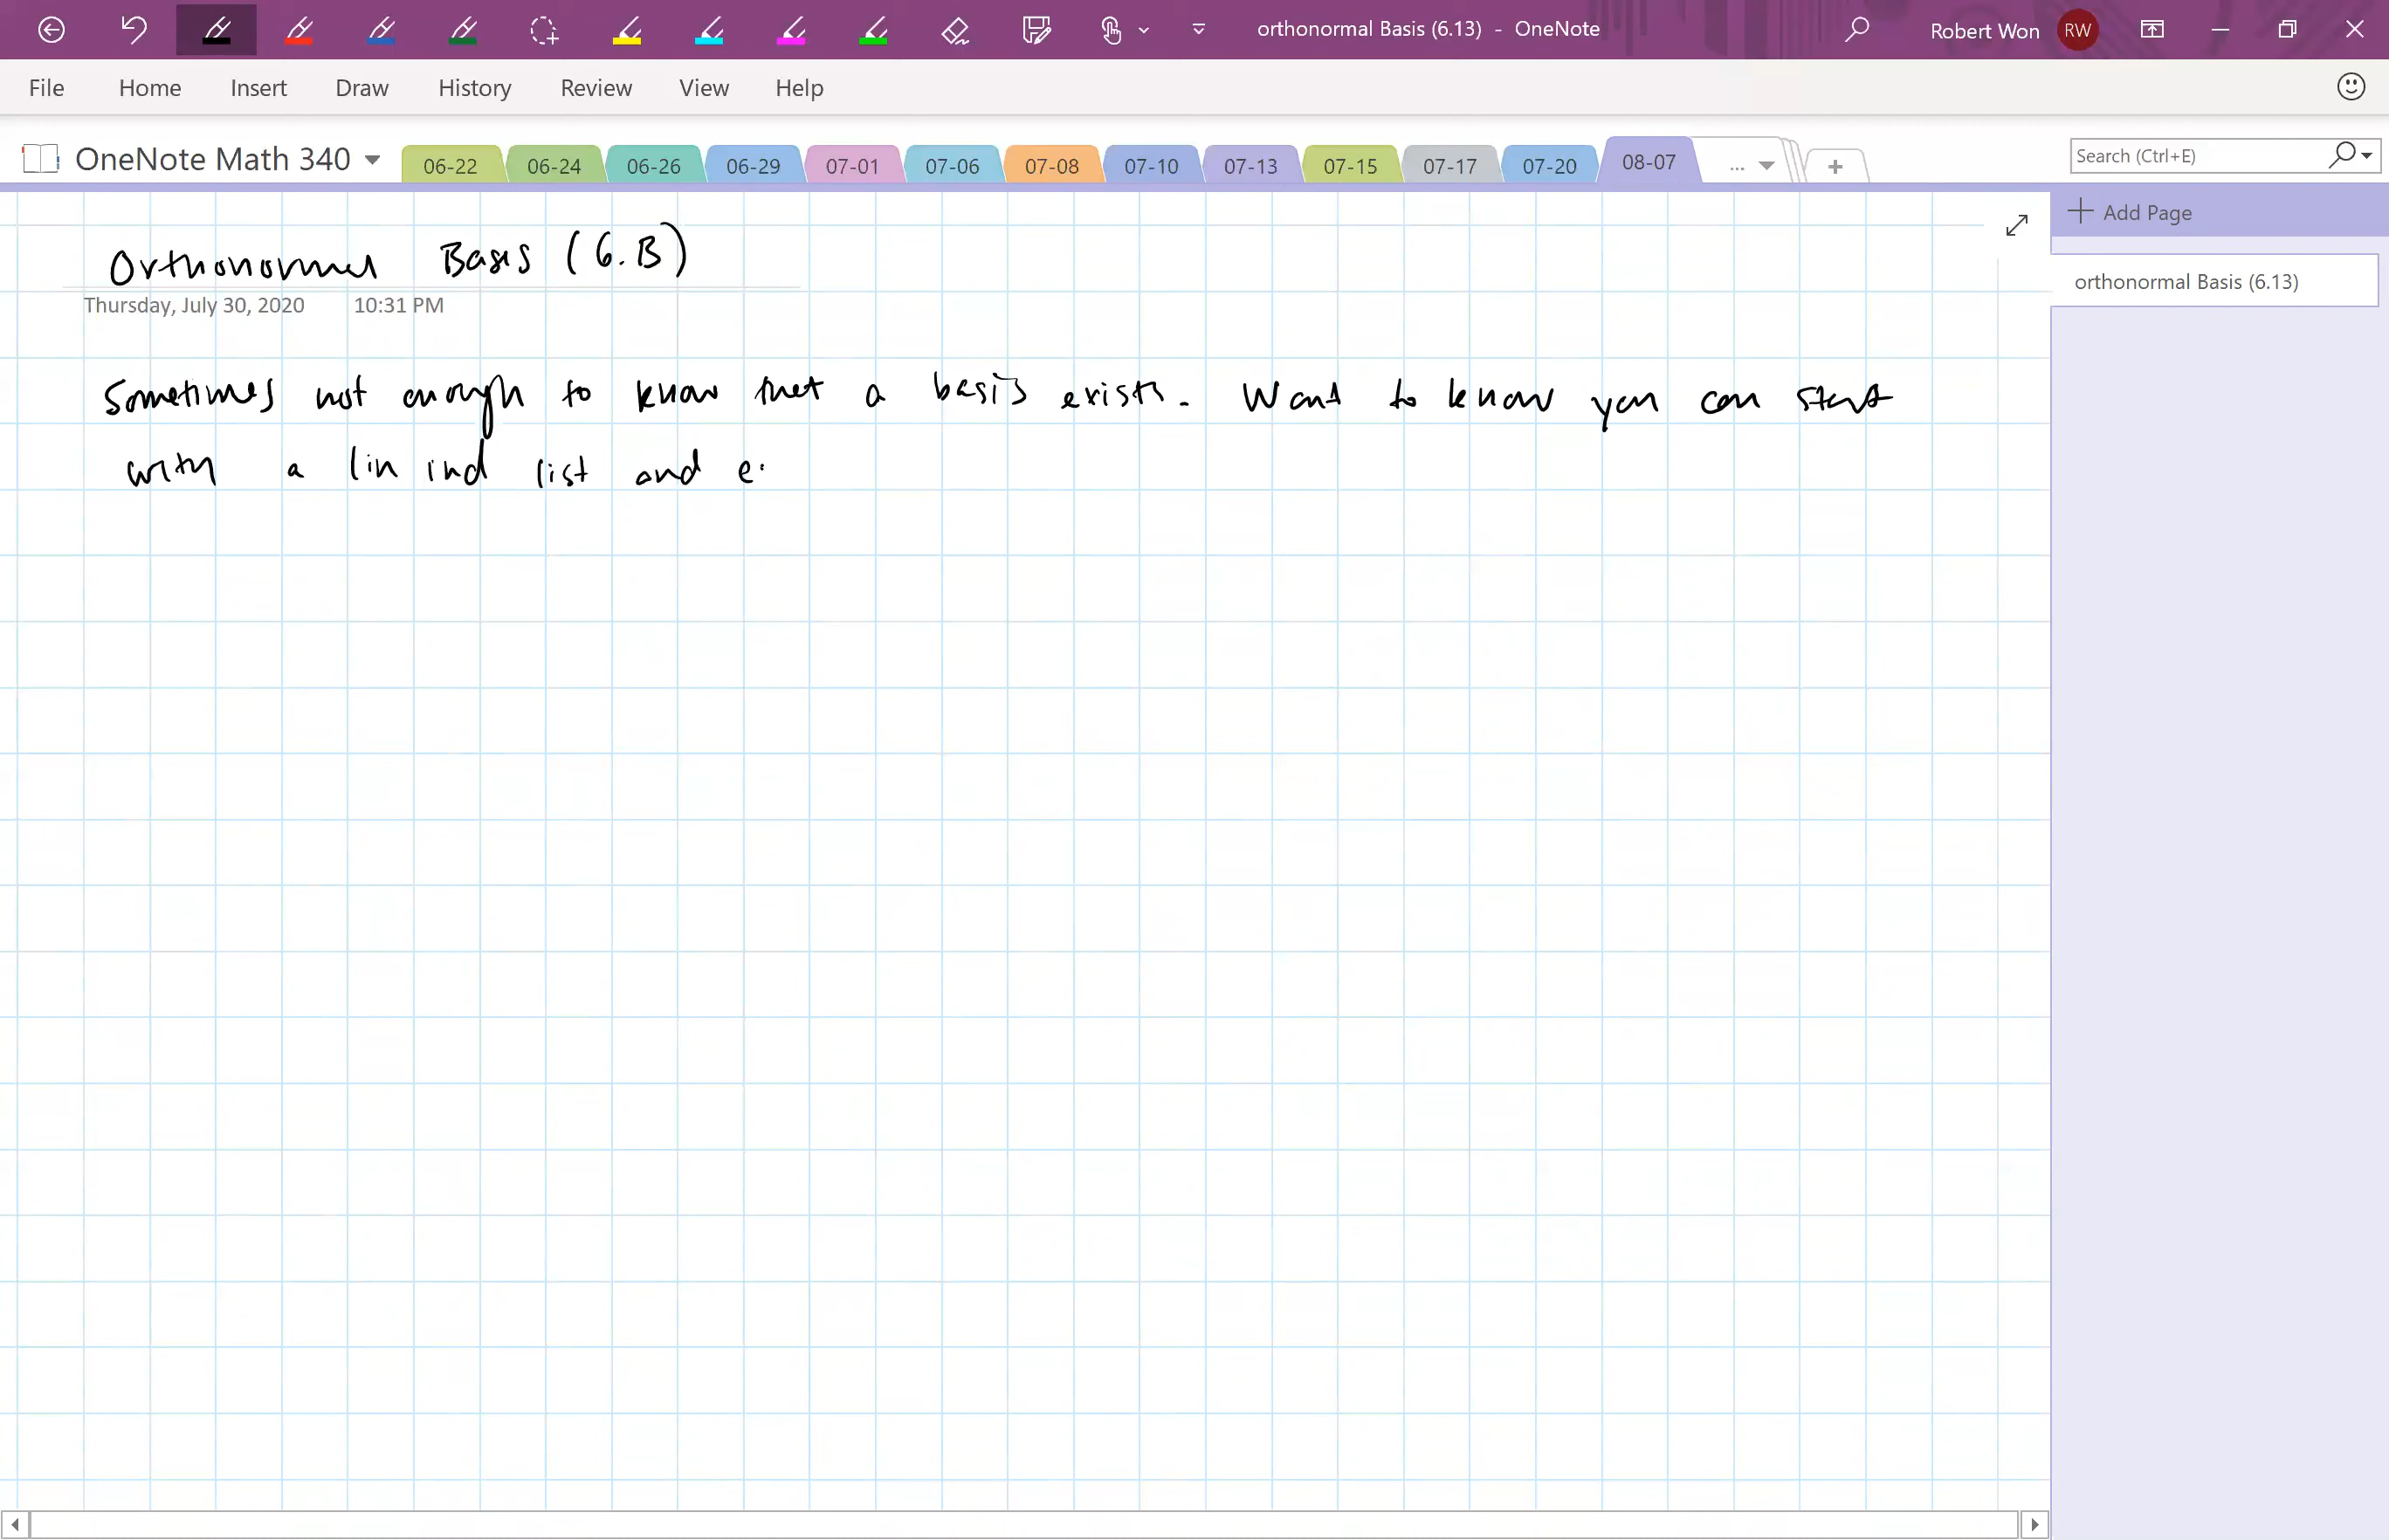 orthonormal Basis (6.13) - OneNote
Robert Won RW
File Home Insert Draw History Review View Help
OneNote Math 340
06-22 06-24 06-26 06-29 07-01 07-06 07-08 07-10 07-13 07-15 07-17 07-20 08-07 ... +
Search (Ctrl+E)
Add Page
orthonormal Basis (6.13)
Orthonormal Basis (6.B)
Thursday, July 30, 2020 10:31 PM
Sometimes not enough to know that a basis exists. Want to know you can start
with a lin ind list and e